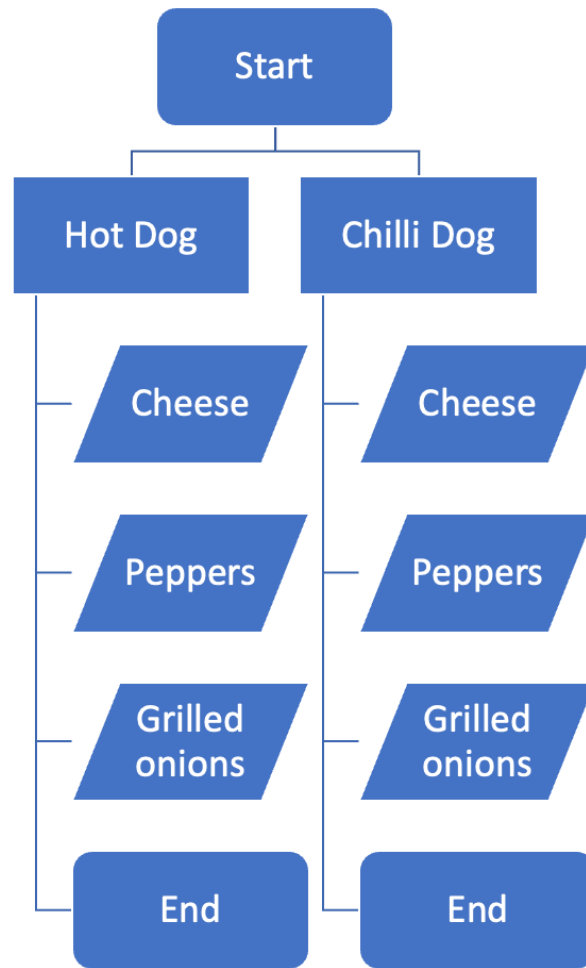 Start
Hot Dog
Chilli Dog
Cheese
Cheese
Peppers
Peppers
Grilled
onions
Grilled
onions
End
End